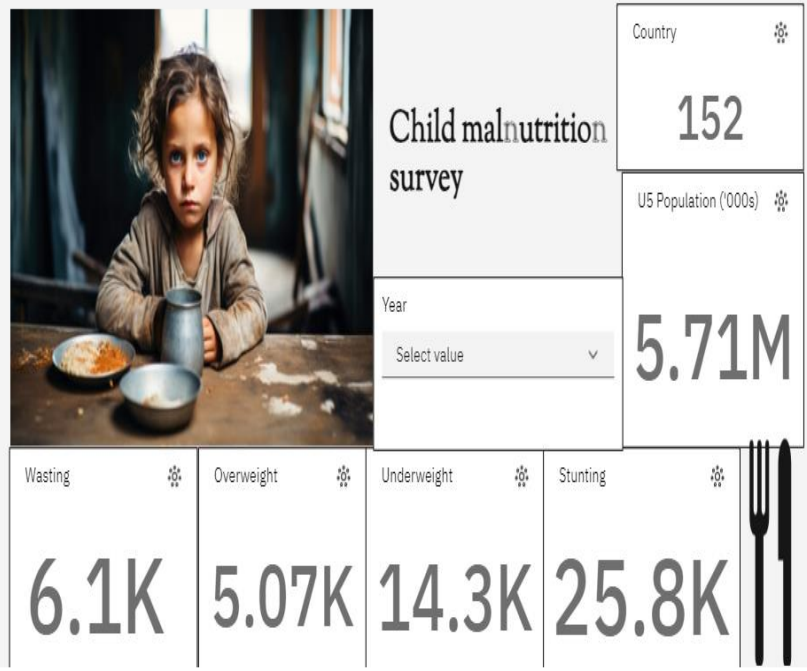 Child malnutrition
survey
Country
152
U5 Population ('000s)
5.71M
Year
Select value
Wasting
6.1K
Overweight
5.07K
Underweight
14.3K
Stunting
25.8K